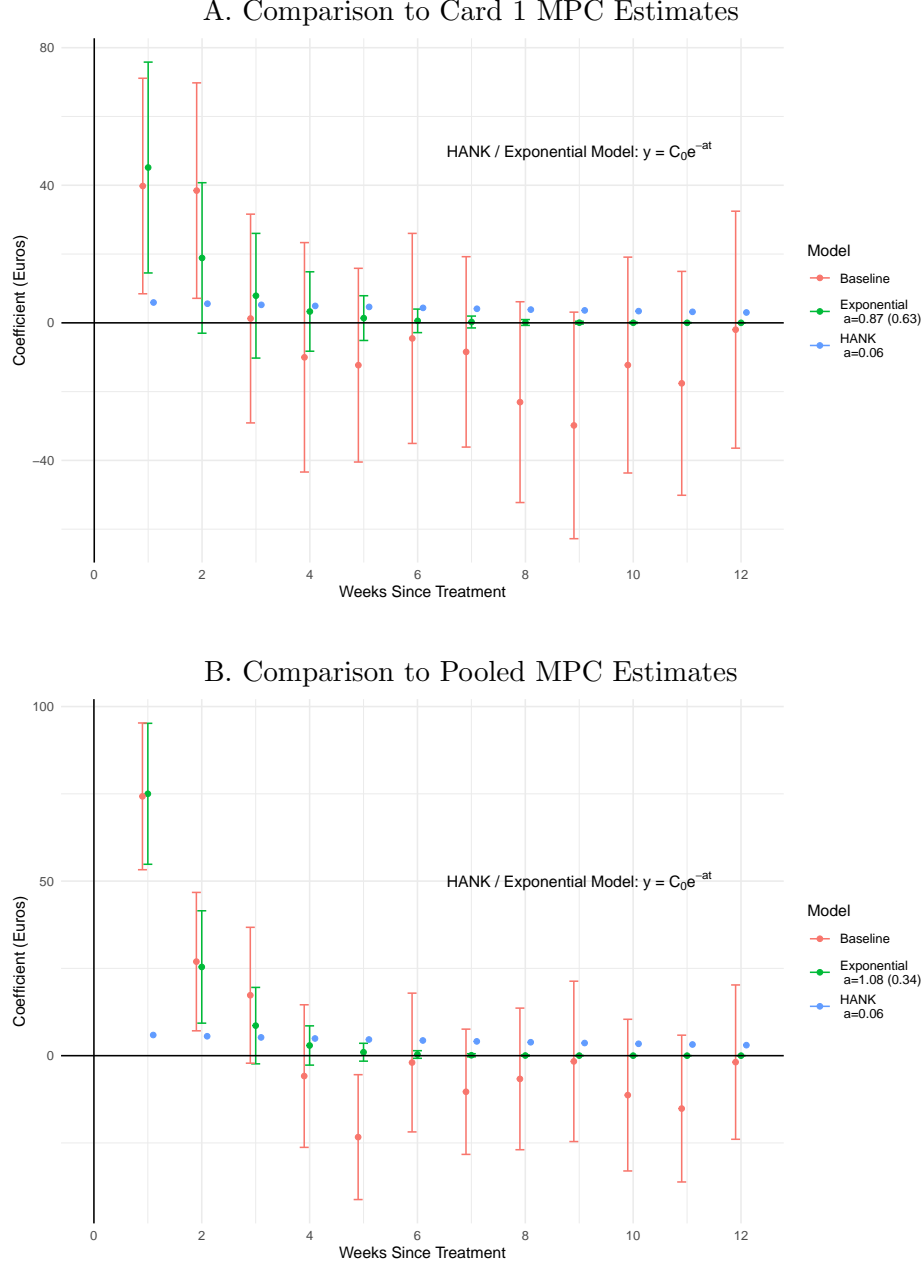 A. Comparison to Card 1 MPC Estimates
80
40
0
−40
Coefficient (Euros)
HANK / Exponential Model: y = C₀e⁻ᵃᵗ
Model
Baseline
Exponential
a=0.87 (0.63)
HANK
a=0.06
0 2 4 6 8 10 12
Weeks Since Treatment
B. Comparison to Pooled MPC Estimates
100
50
0
Coefficient (Euros)
HANK / Exponential Model: y = C₀e⁻ᵃᵗ
Model
Baseline
Exponential
a=1.08 (0.34)
HANK
a=0.06
0 2 4 6 8 10 12
Weeks Since Treatment